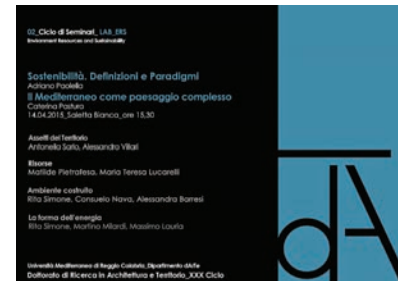 02_Ciclo di Seminari_ LAB_ERS
Environment Resources and Sustainability
Sostenibilità. Definizioni e Paradigmi
Adriano Paolella
Il Mediterraneo come paesaggio complesso
Caterina Pastura
14.04.2015_Saletta Bianca_ore 15,30
Assetti del Territorio
Antonella Sarlo, Alessandra Villari
Risorse
Matilde Pietrafesa, Maria Teresa Lucarelli
Ambiente costruito
Rita Simone, Consuelo Nava, Alessandra Barresi
La forma dell'energia
Rita Simone, Martino Milardi, Massimo Lauria
Università Mediterranea di Reggio Calabria_Dipartimento dArTe
Dottorato di Ricerca in Architettura e Territorio_XXX Ciclo
dA